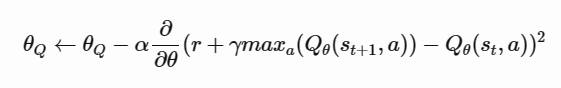 θ_Q ← θ_Q − α ∂/∂θ (r + γmax_a(Q_θ(s_{t+1}, a)) − Q_θ(s_t, a))²